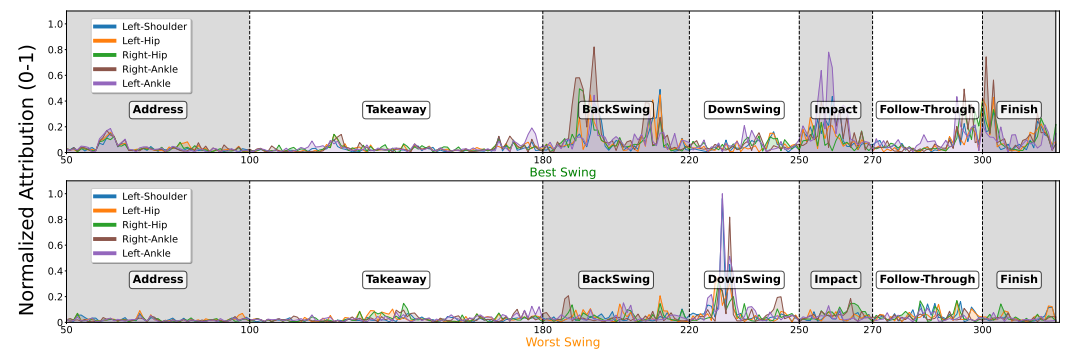 Normalized Attribution (0-1)
1.0
0.8
0.6
0.4
0.2
0
Left-Shoulder
Left-Hip
Right-Hip
Right-Ankle
Left-Ankle
Address
Takeaway
BackSwing
DownSwing
Impact
Follow-Through
Finish
50
100
180
220
250
270
300
Best Swing
1.0
0.8
0.6
0.4
0.2
0
Left-Shoulder
Left-Hip
Right-Hip
Right-Ankle
Left-Ankle
Address
Takeaway
BackSwing
DownSwing
Impact
Follow-Through
Finish
50
100
180
220
250
270
300
Worst Swing